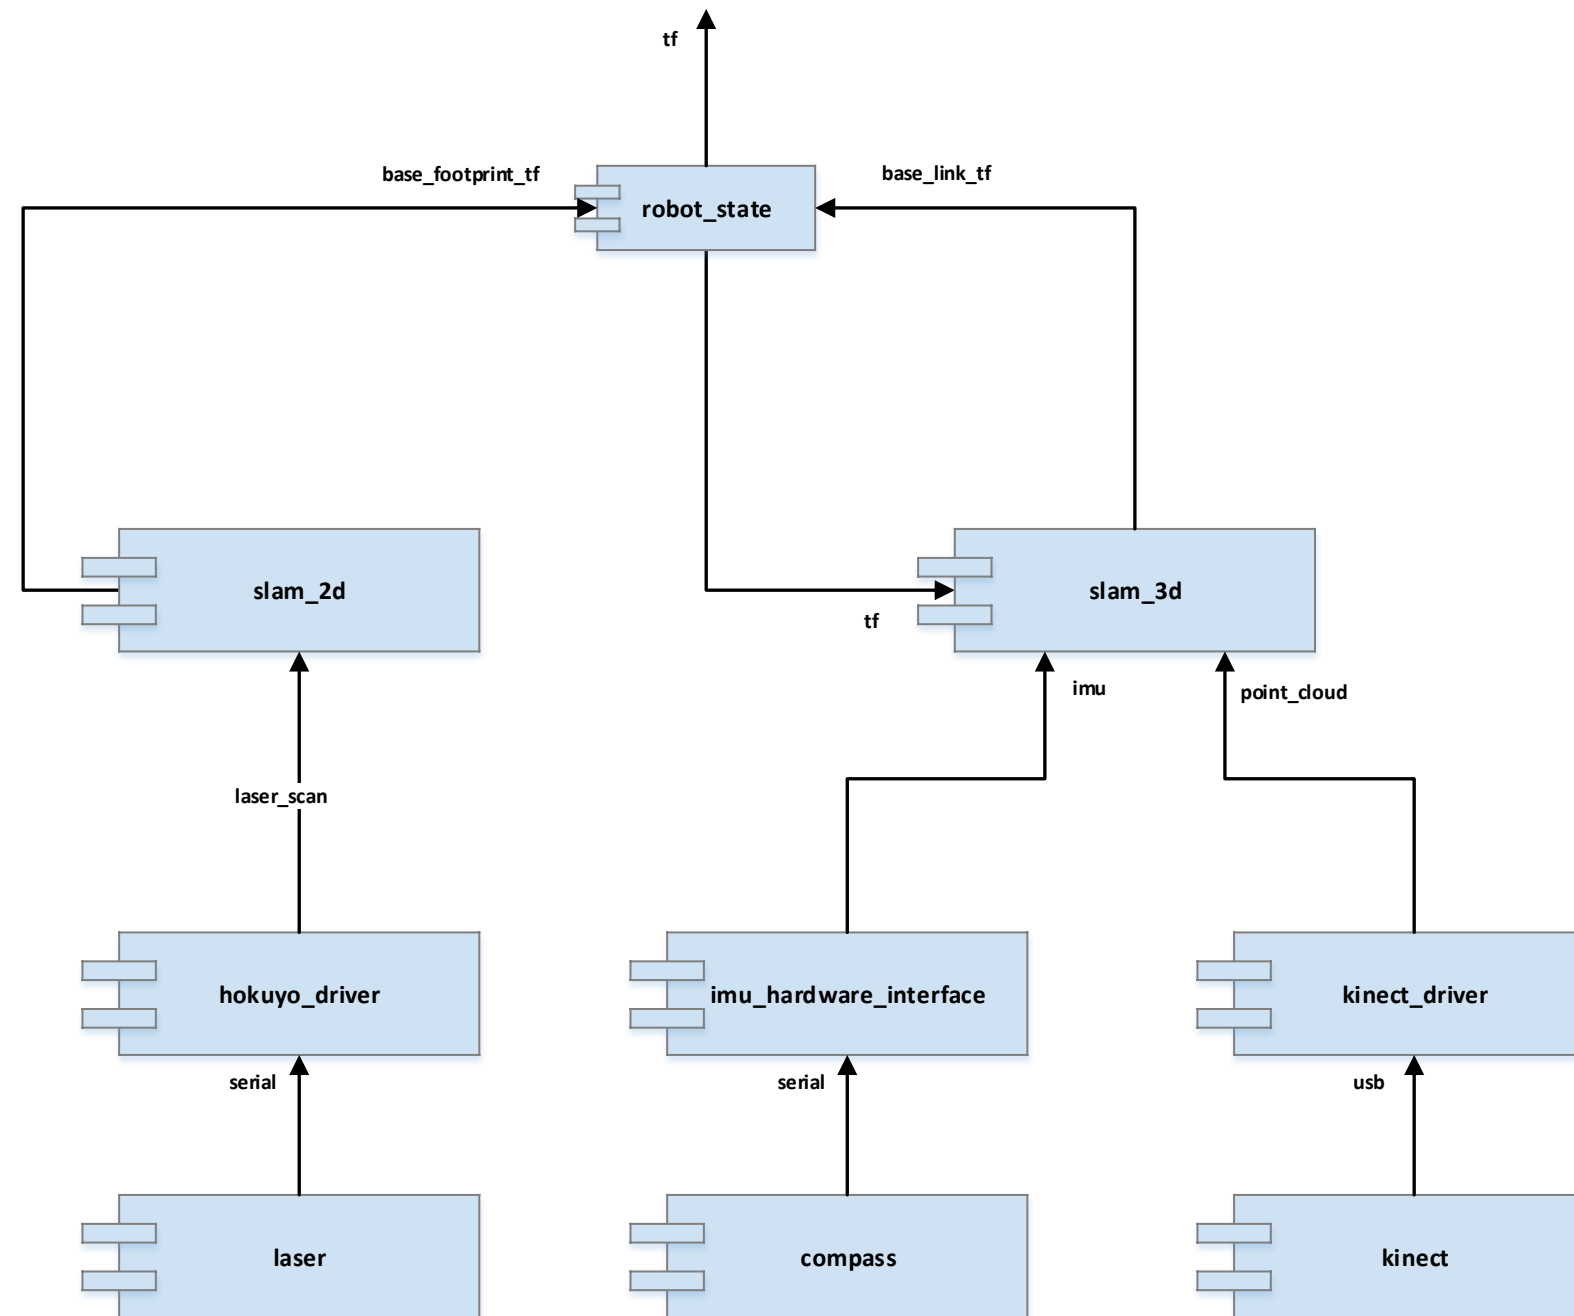 tf
base_footprint_tf
base_link_tf
robot_state
slam_2d
slam_3d
tf
imu
point_cloud
laser_scan
hokuyo_driver
imu_hardware_interface
kinect_driver
serial
serial
usb
laser
compass
kinect